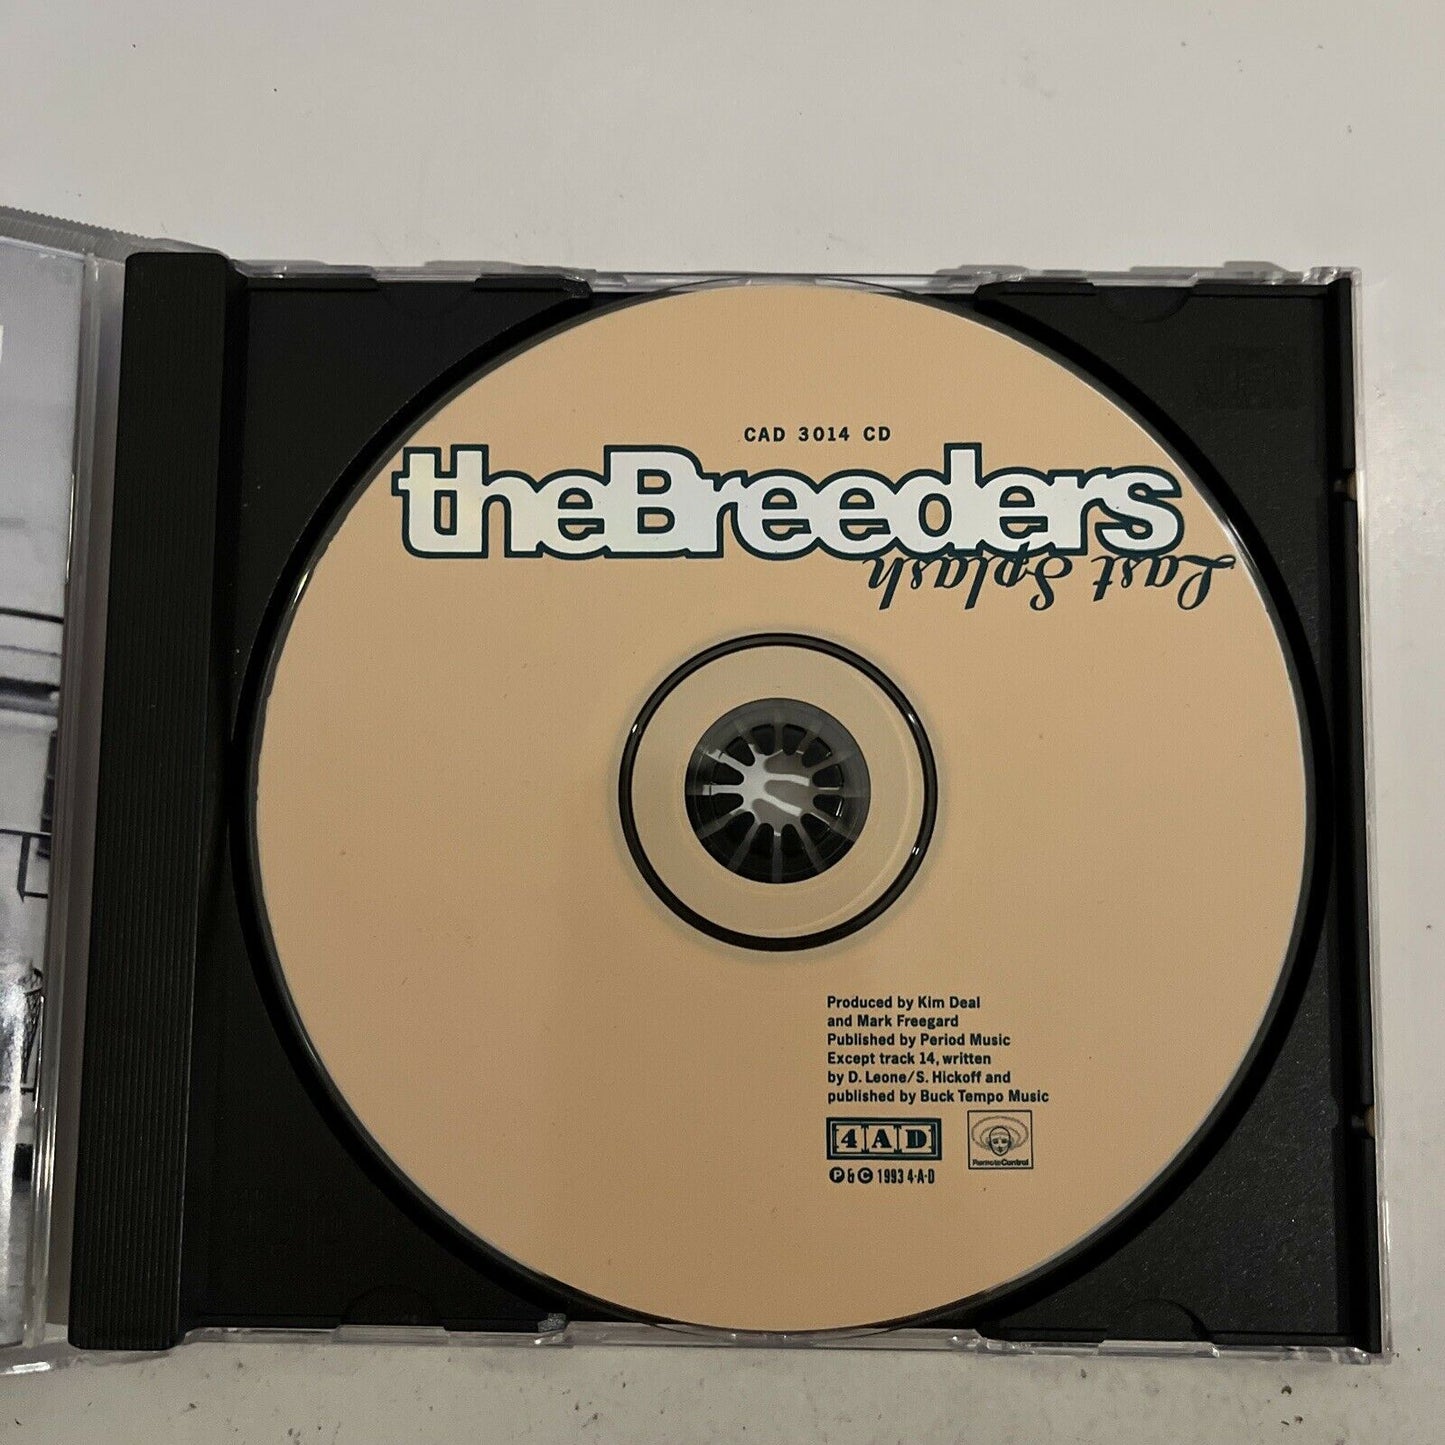 CAD 3014 CD
theBreeders
Last Splash
Produced by Kim Deal
and Mark Freegard
Published by Period Music
Except track 14, written
by D. Leone/S. Hickoff and
published by Buck Tempo Music
4AD
RemoteControl
℗ & © 1993 4·A·D